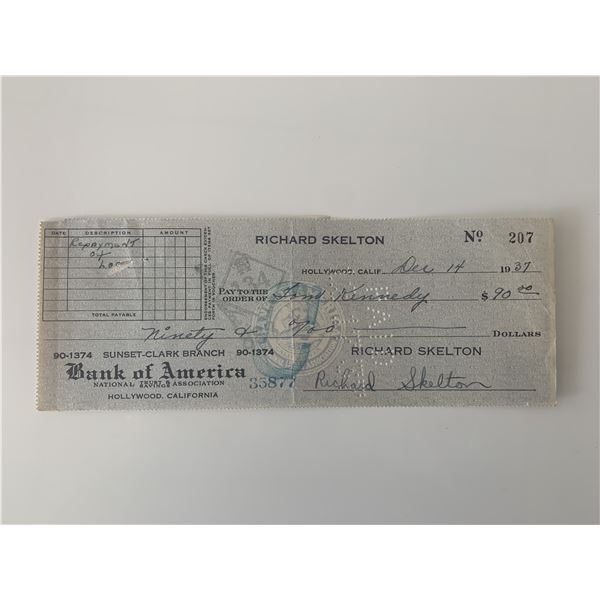 DATE DESCRIPTION AMOUNT
Repayment
of
TOTAL PAYABLE
RICHARD SKELTON Nº 207
HOLLYWOOD, CALIF. Dec 14 1937
PAY TO THE
ORDER OF Tom Kennedy $ 90 00
Ninety & no/00 DOLLARS
90-1374 SUNSET-CLARK BRANCH 90-1374 RICHARD SKELTON
Bank of America
NATIONAL TRUST & SAVINGS ASSOCIATION
35877
Richard Skelton
HOLLYWOOD, CALIFORNIA